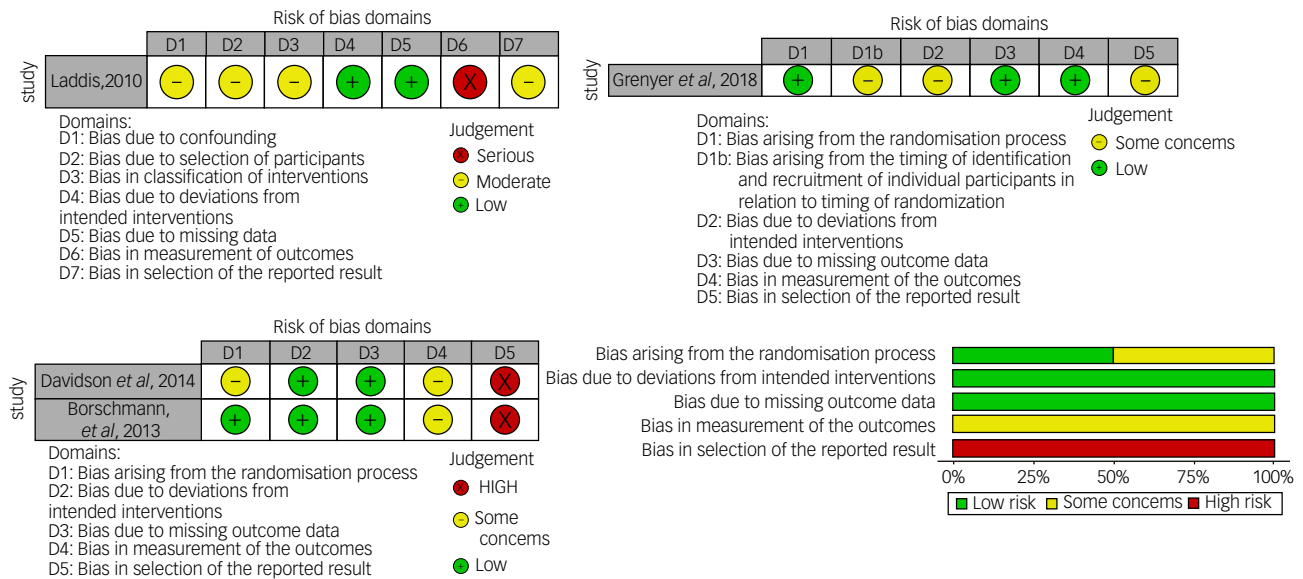 Risk of bias domains
D1 D2 D3 D4 D5 D6 D7
study
Laddis,2010 − − − + + X −
Domains:
D1: Bias due to confounding
D2: Bias due to selection of participants
D3: Bias in classification of interventions
D4: Bias due to deviations from
intended interventions
D5: Bias due to missing data
D6: Bias in measurement of outcomes
D7: Bias in selection of the reported result
Judgement
X Serious
− Moderate
+ Low
Risk of bias domains
D1 D1b D2 D3 D4 D5
study
Grenyer et al, 2018 + − − + + −
Domains:
D1: Bias arising from the randomisation process
D1b: Bias arising from the timing of identification
and recruitment of individual participants in
relation to timing of randomization
D2: Bias due to deviations from
intended interventions
D3: Bias due to missing outcome data
D4: Bias in measurement of the outcomes
D5: Bias in selection of the reported result
Judgement
− Some concems
+ Low
Risk of bias domains
D1 D2 D3 D4 D5
study
Davidson et al, 2014 − + + − X
Borschmann,
et al, 2013 + + + − X
Domains:
D1: Bias arising from the randomisation process
D2: Bias due to deviations from
intended interventions
D3: Bias due to missing outcome data
D4: Bias in measurement of the outcomes
D5: Bias in selection of the reported result
Judgement
X HIGH
− Some
concems
+ Low
Bias arising from the randomisation process
Bias due to deviations from intended interventions
Bias due to missing outcome data
Bias in measurement of the outcomes
Bias in selection of the reported result
0% 25% 50% 75% 100%
Low risk Some concems High risk